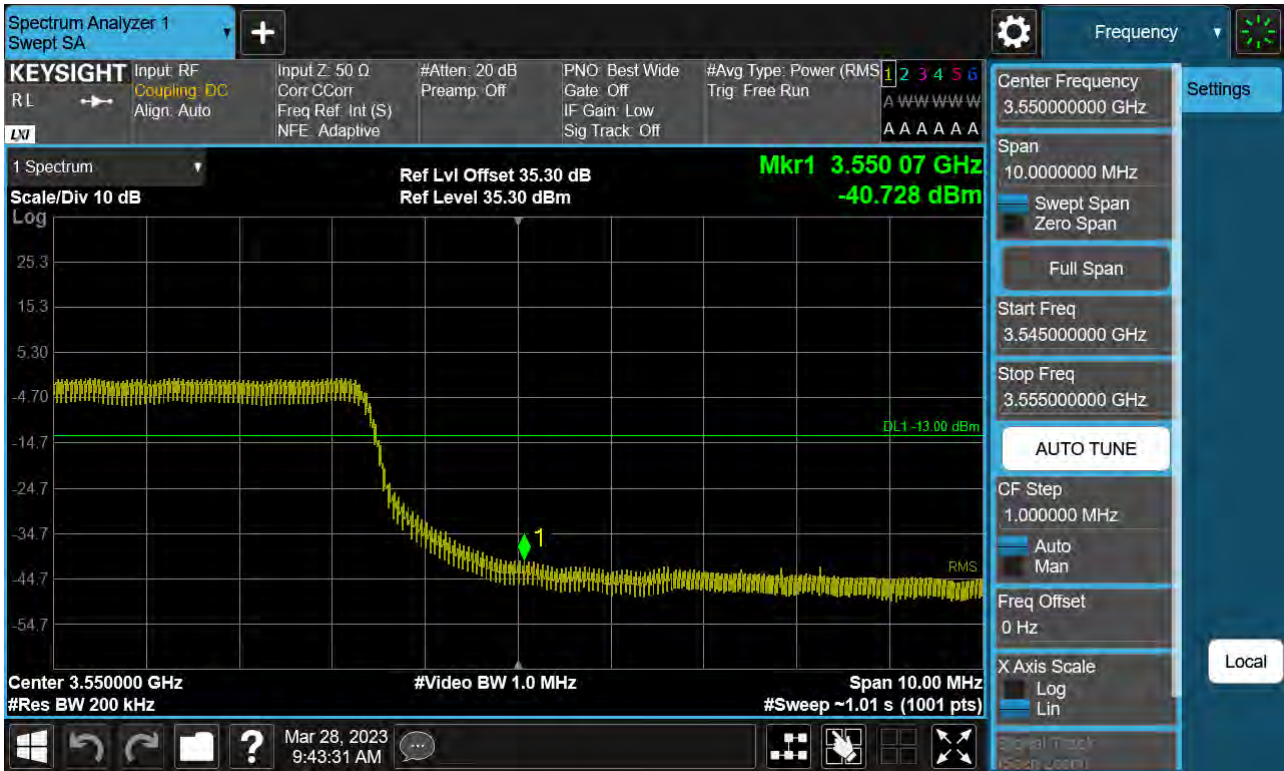 Spectrum Analyzer 1
Swept SA
+
Frequency
KEYSIGHT
RL
LXI
Input: RF
Coupling: DC
Align: Auto
Input Z: 50 Ω
Corr CCorr
Freq Ref: Int (S)
NFE: Adaptive
#Atten: 20 dB
Preamp: Off
PNO: Best Wide
Gate: Off
IF Gain: Low
Sig Track: Off
#Avg Type: Power (RMS
Trig: Free Run
1 2 3 4 5 6
A W W W W W
A A A A A A
1 Spectrum
Scale/Div 10 dB
Log
Ref Lvl Offset 35.30 dB
Ref Level 35.30 dBm
Mkr1 3.550 07 GHz
-40.728 dBm
25.3
15.3
5.30
-4.70
-14.7
-24.7
-34.7
-44.7
-54.7
DL1 -13.00 dBm
1
RMS
Center 3.550000 GHz
#Res BW 200 kHz
#Video BW 1.0 MHz
Span 10.00 MHz
#Sweep ~1.01 s (1001 pts)
Center Frequency
3.550000000 GHz
Settings
Span
10.0000000 MHz
Swept Span
Zero Span
Full Span
Start Freq
3.545000000 GHz
Stop Freq
3.555000000 GHz
AUTO TUNE
CF Step
1.000000 MHz
Auto
Man
Freq Offset
0 Hz
X Axis Scale
Log
Lin
Signal Track
(Span Zoom)
Local
?
Mar 28, 2023
9:43:31 AM